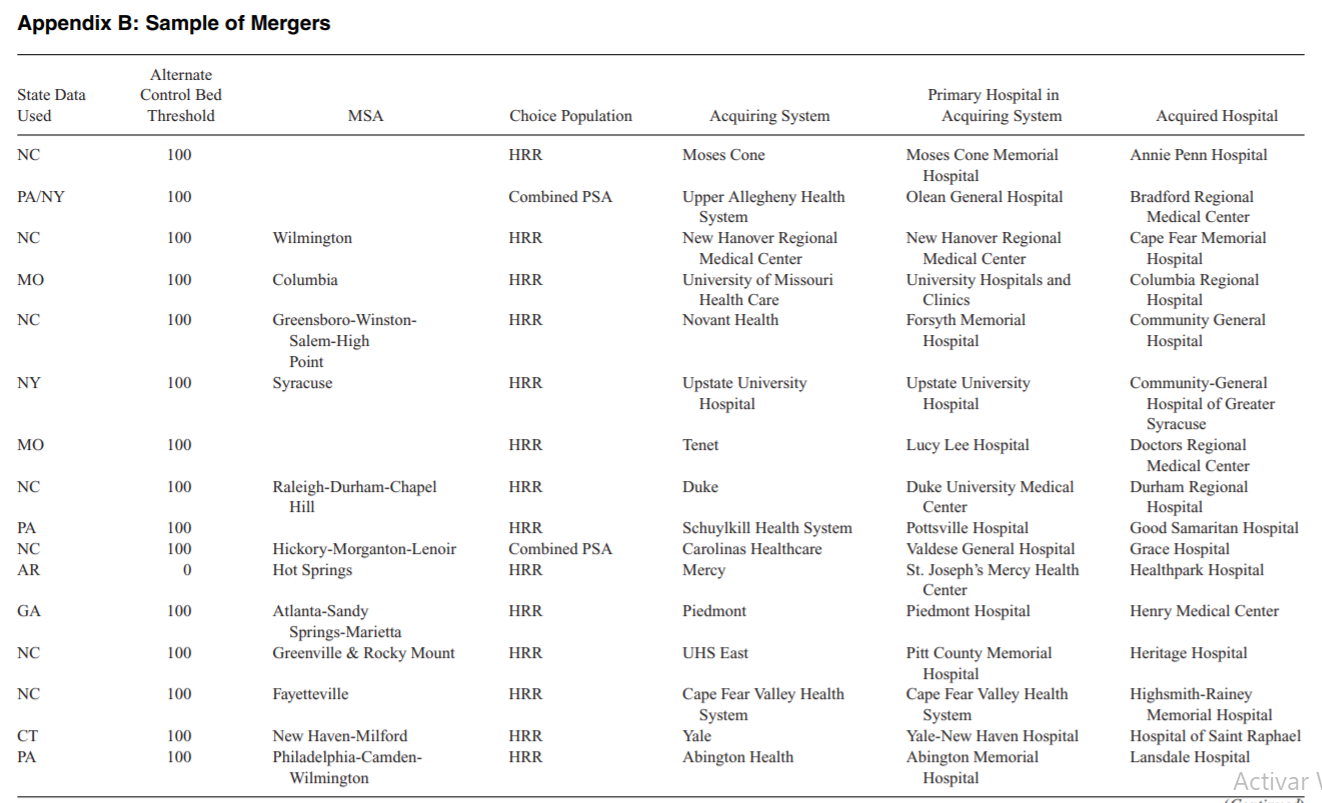 Appendix B: Sample of Mergers
Alternate
State Data Control Bed Primary Hospital in
Used Threshold MSA Choice Population Acquiring System Acquiring System Acquired Hospital
NC 100 HRR Moses Cone Moses Cone Memorial Annie Penn Hospital
Hospital
PA/NY 100 Combined PSA Upper Allegheny Health Olean General Hospital Bradford Regional
System Medical Center
NC 100 Wilmington HRR New Hanover Regional New Hanover Regional Cape Fear Memorial
Medical Center Medical Center Hospital
MO 100 Columbia HRR University of Missouri University Hospitals and Columbia Regional
Health Care Clinics Hospital
NC 100 Greensboro-Winston- HRR Novant Health Forsyth Memorial Community General
Salem-High Hospital Hospital
Point
NY 100 Syracuse HRR Upstate University Upstate University Community-General
Hospital Hospital Hospital of Greater
Syracuse
MO 100 HRR Tenet Lucy Lee Hospital Doctors Regional
Medical Center
NC 100 Raleigh-Durham-Chapel HRR Duke Duke University Medical Durham Regional
Hill Center Hospital
PA 100 HRR Schuylkill Health System Pottsville Hospital Good Samaritan Hospital
NC 100 Hickory-Morganton-Lenoir Combined PSA Carolinas Healthcare Valdese General Hospital Grace Hospital
AR 0 Hot Springs HRR Mercy St. Joseph's Mercy Health Healthpark Hospital
Center
GA 100 Atlanta-Sandy HRR Piedmont Piedmont Hospital Henry Medical Center
Springs-Marietta
NC 100 Greenville & Rocky Mount HRR UHS East Pitt County Memorial Heritage Hospital
Hospital
NC 100 Fayetteville HRR Cape Fear Valley Health Cape Fear Valley Health Highsmith-Rainey
System System Memorial Hospital
CT 100 New Haven-Milford HRR Yale Yale-New Haven Hospital Hospital of Saint Raphael
PA 100 Philadelphia-Camden- HRR Abington Health Abington Memorial Lansdale Hospital
Wilmington Hospital
Activar